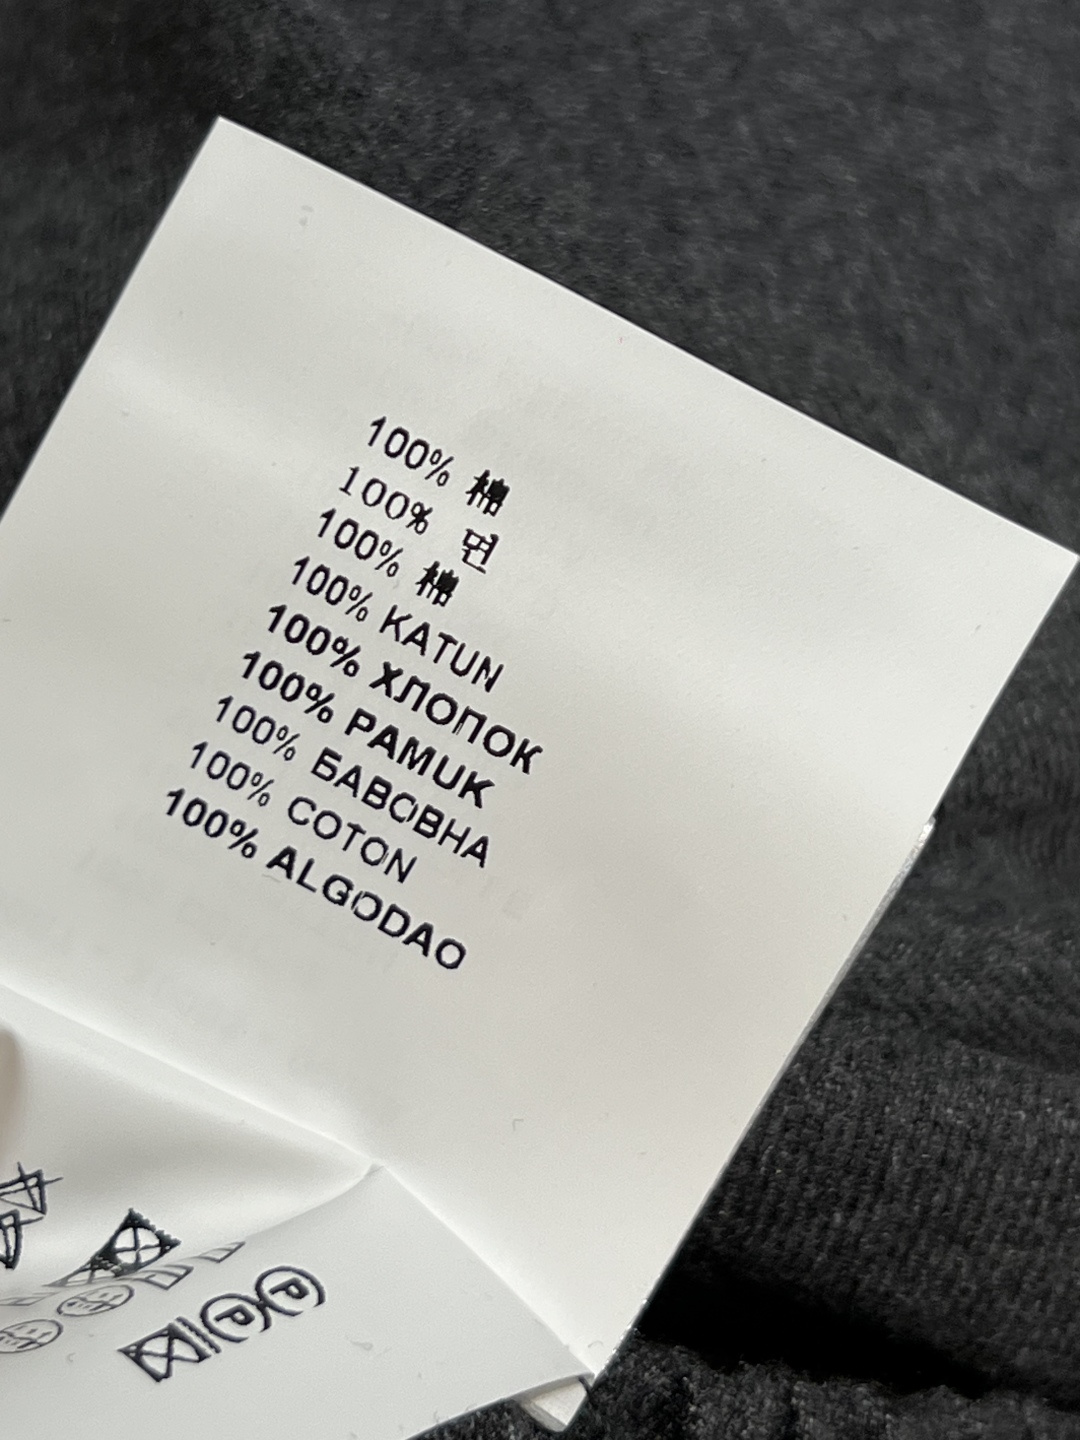 100% 棉
100% 면
100% 棉
100% KATUN
100% ХЛОПОК
100% PAMUK
100% БАВОВНА
100% COTON
100% ALGODAO